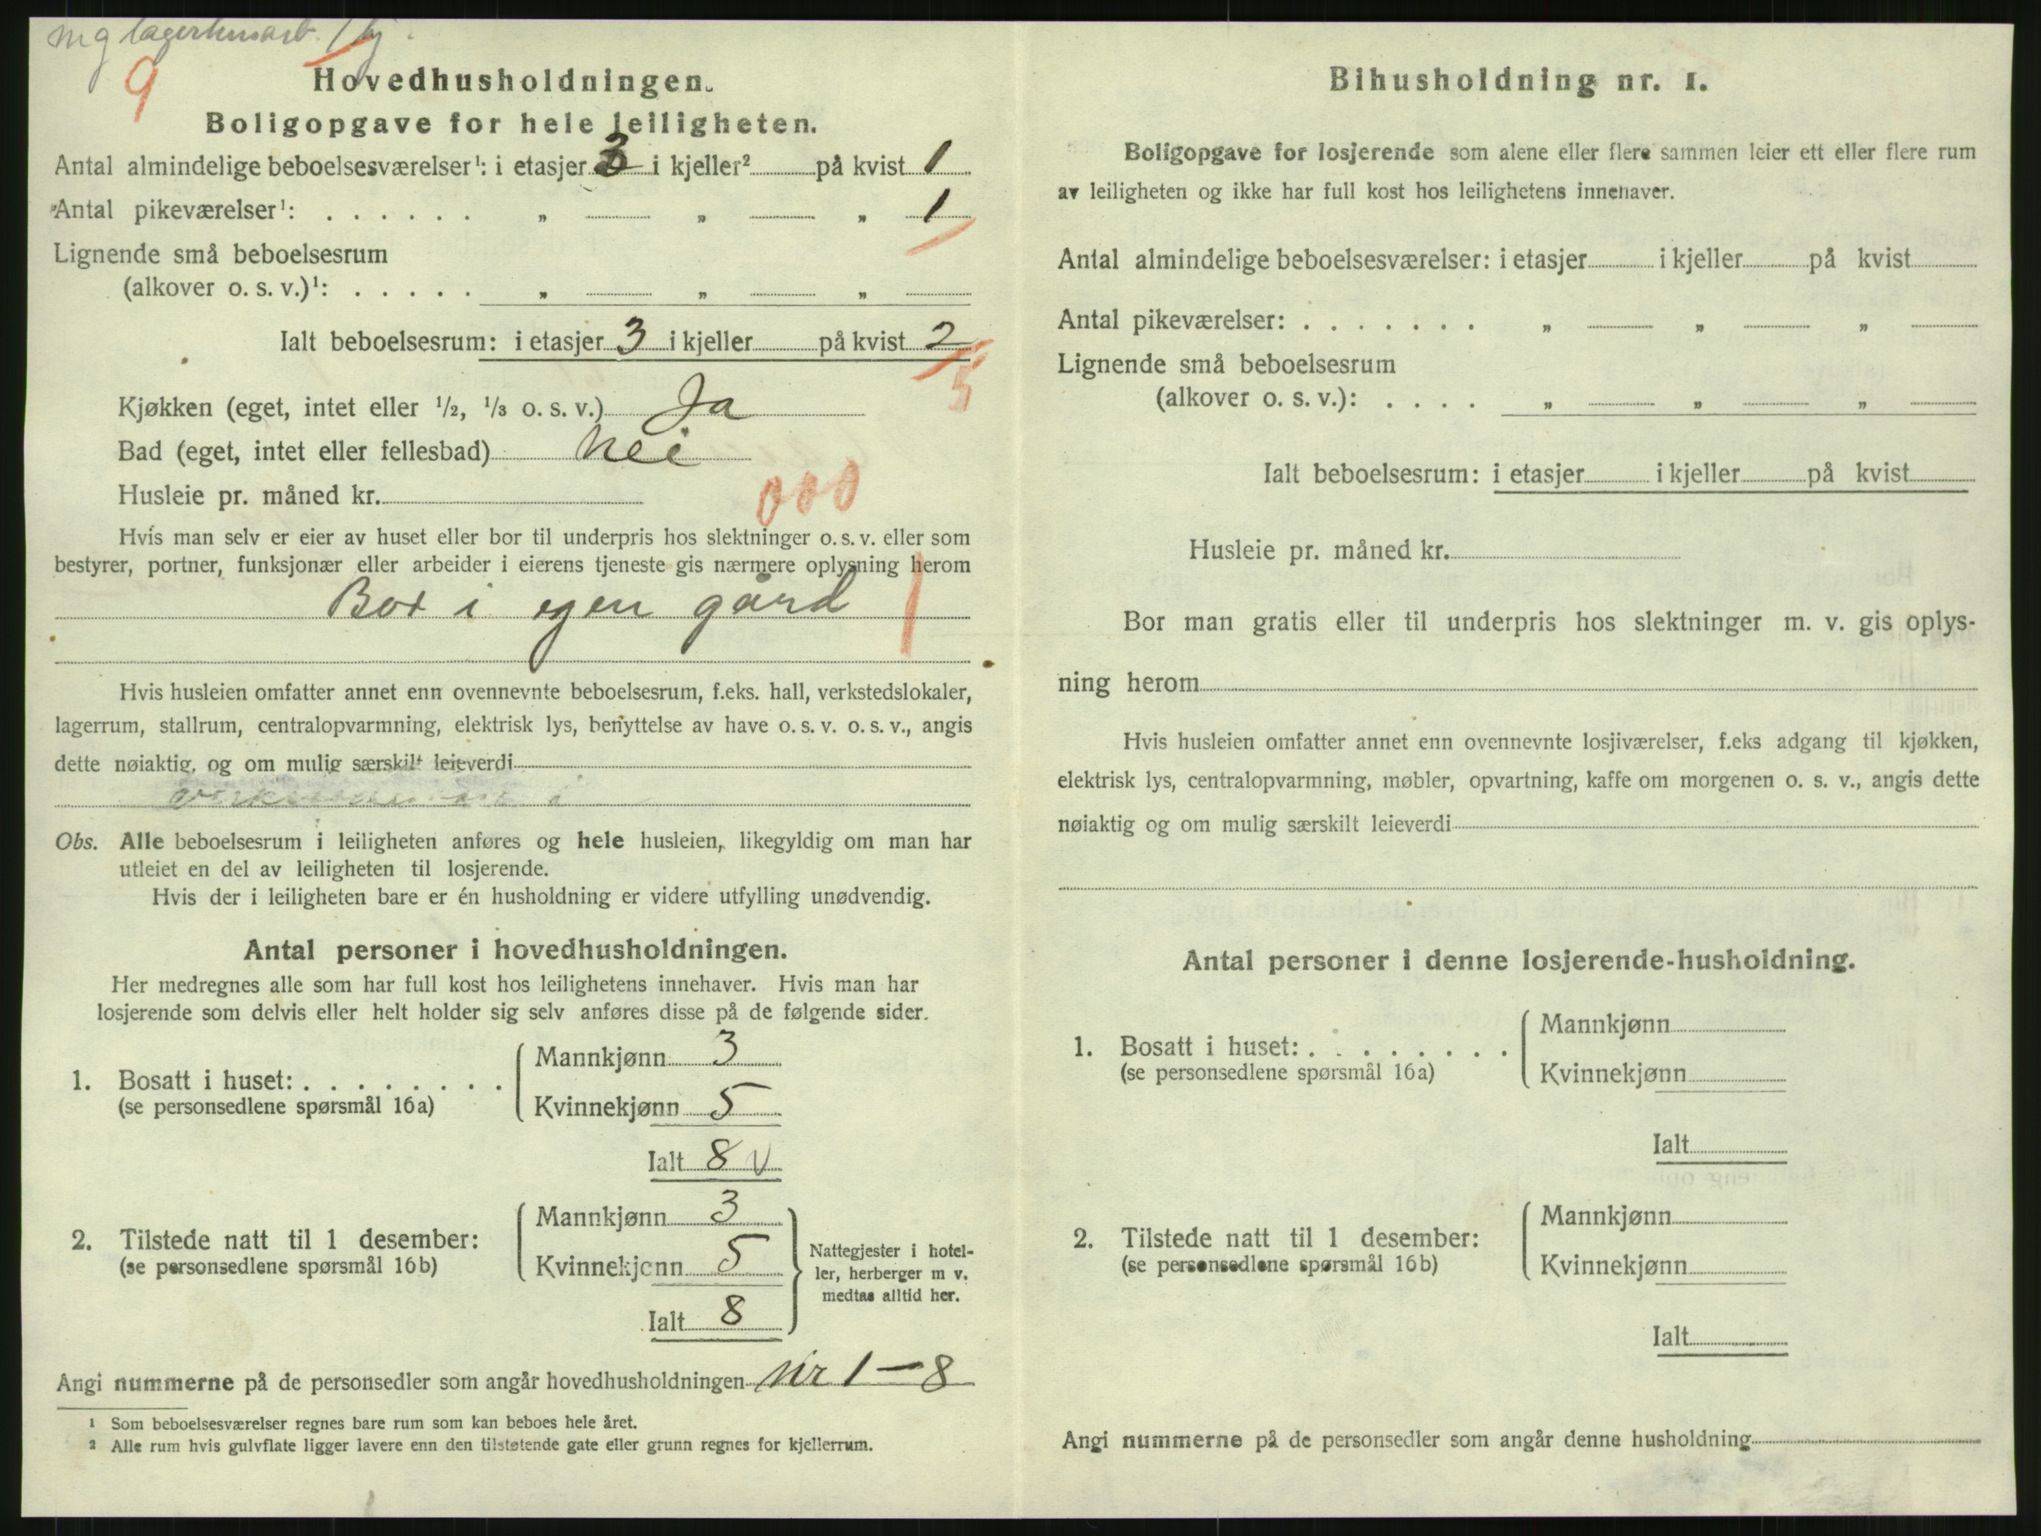 9
Hovedhusholdningen.
Boligopgave for hele leiligheten.
Antal almindelige beboelsesværelser¹: i etasjer 3 i kjeller² på kvist 1
Antal pikeværelser¹: . . . . . . „ „ „ 1
Lignende små beboelsesrum
(alkover o. s. v.)¹: . . . . . „ „ „
Ialt beboelsesrum: i etasjer 3 i kjeller på kvist 2
5
Kjøkken (eget, intet eller 1/2, 1/3 o. s. v.) Ja
Bad (eget, intet eller fellesbad) Nei
Husleie pr. måned kr.
000
Hvis man selv er eier av huset eller bor til underpris hos slektninger o. s. v. eller som
bestyrer, portner, funksjonær eller arbeider i eierens tjeneste gis nærmere oplysning herom
Bor i egen gård 1
Hvis husleien omfatter annet enn ovennevnte beboelsesrum, f.eks. hall, verkstedslokaler,
lagerrum, stallrum, centralopvarmning, elektrisk lys, benyttelse av have o. s. v. o. s. v., angis
dette nøiaktig, og om mulig særskilt leieverdi
Obs. Alle beboelsesrum i leiligheten anføres og hele husleien, likegyldig om man har
utleiet en del av leiligheten til losjerende.
Hvis der i leiligheten bare er én husholdning er videre utfylling unødvendig.
Antal personer i hovedhusholdningen.
Her medregnes alle som har full kost hos leilighetens innehaver. Hvis man har
losjerende som delvis eller helt holder sig selv anføres disse på de følgende sider.
Mannkjønn 3
1. Bosatt i huset: . . . . . . . .
(se personsedlene spørsmål 16a)
Kvinnekjønn 5
Ialt 8 v
Mannkjønn 3
2. Tilstede natt til 1 desember:
(se personsedlene spørsmål 16b)
Kvinnekjønn 5
Ialt 8
Nattegjester i hotel-
ler, herberger m v.
medtas alltid her.
Angi nummerne på de personsedler som angår hovedhusholdningen Nr 1 — 8
¹ Som beboelsesværelser regnes bare rum som kan beboes hele året.
² Alle rum hvis gulvflate ligger lavere enn den tilstøtende gate eller grunn regnes for kjellerrum.
Bihusholdning nr. 1.
Boligopgave for losjerende som alene eller flere sammen leier ett eller flere rum
av leiligheten og ikke har full kost hos leilighetens innehaver.
Antal almindelige beboelsesværelser: i etasjer i kjeller på kvist
Antal pikeværelser: . . . . . . . „ „ „
Lignende små beboelsesrum
(alkover o. s. v.): . . . . „ „ „
Ialt beboelsesrum: i etasjer i kjeller på kvist
Husleie pr. måned kr.
Bor man gratis eller til underpris hos slektninger m. v. gis oplys-
ning herom
Hvis husleien omfatter annet enn ovennevnte losjiværelser, f.eks adgang til kjøkken,
elektrisk lys, centralopvarmning, møbler, opvartning, kaffe om morgenen o. s. v., angis dette
nøiaktig og om mulig særskilt leieverdi
Antal personer i denne losjerende-husholdning.
Mannkjønn
1. Bosatt i huset: . . . . . . . .
(se personsedlene spørsmål 16a)
Kvinnekjønn
Ialt
Mannkjønn
2. Tilstede natt til 1 desember:
(se personsedlene spørsmål 16b)
Kvinnekjønn
Ialt
Angi nummerne på de personsedler som angår denne husholdning